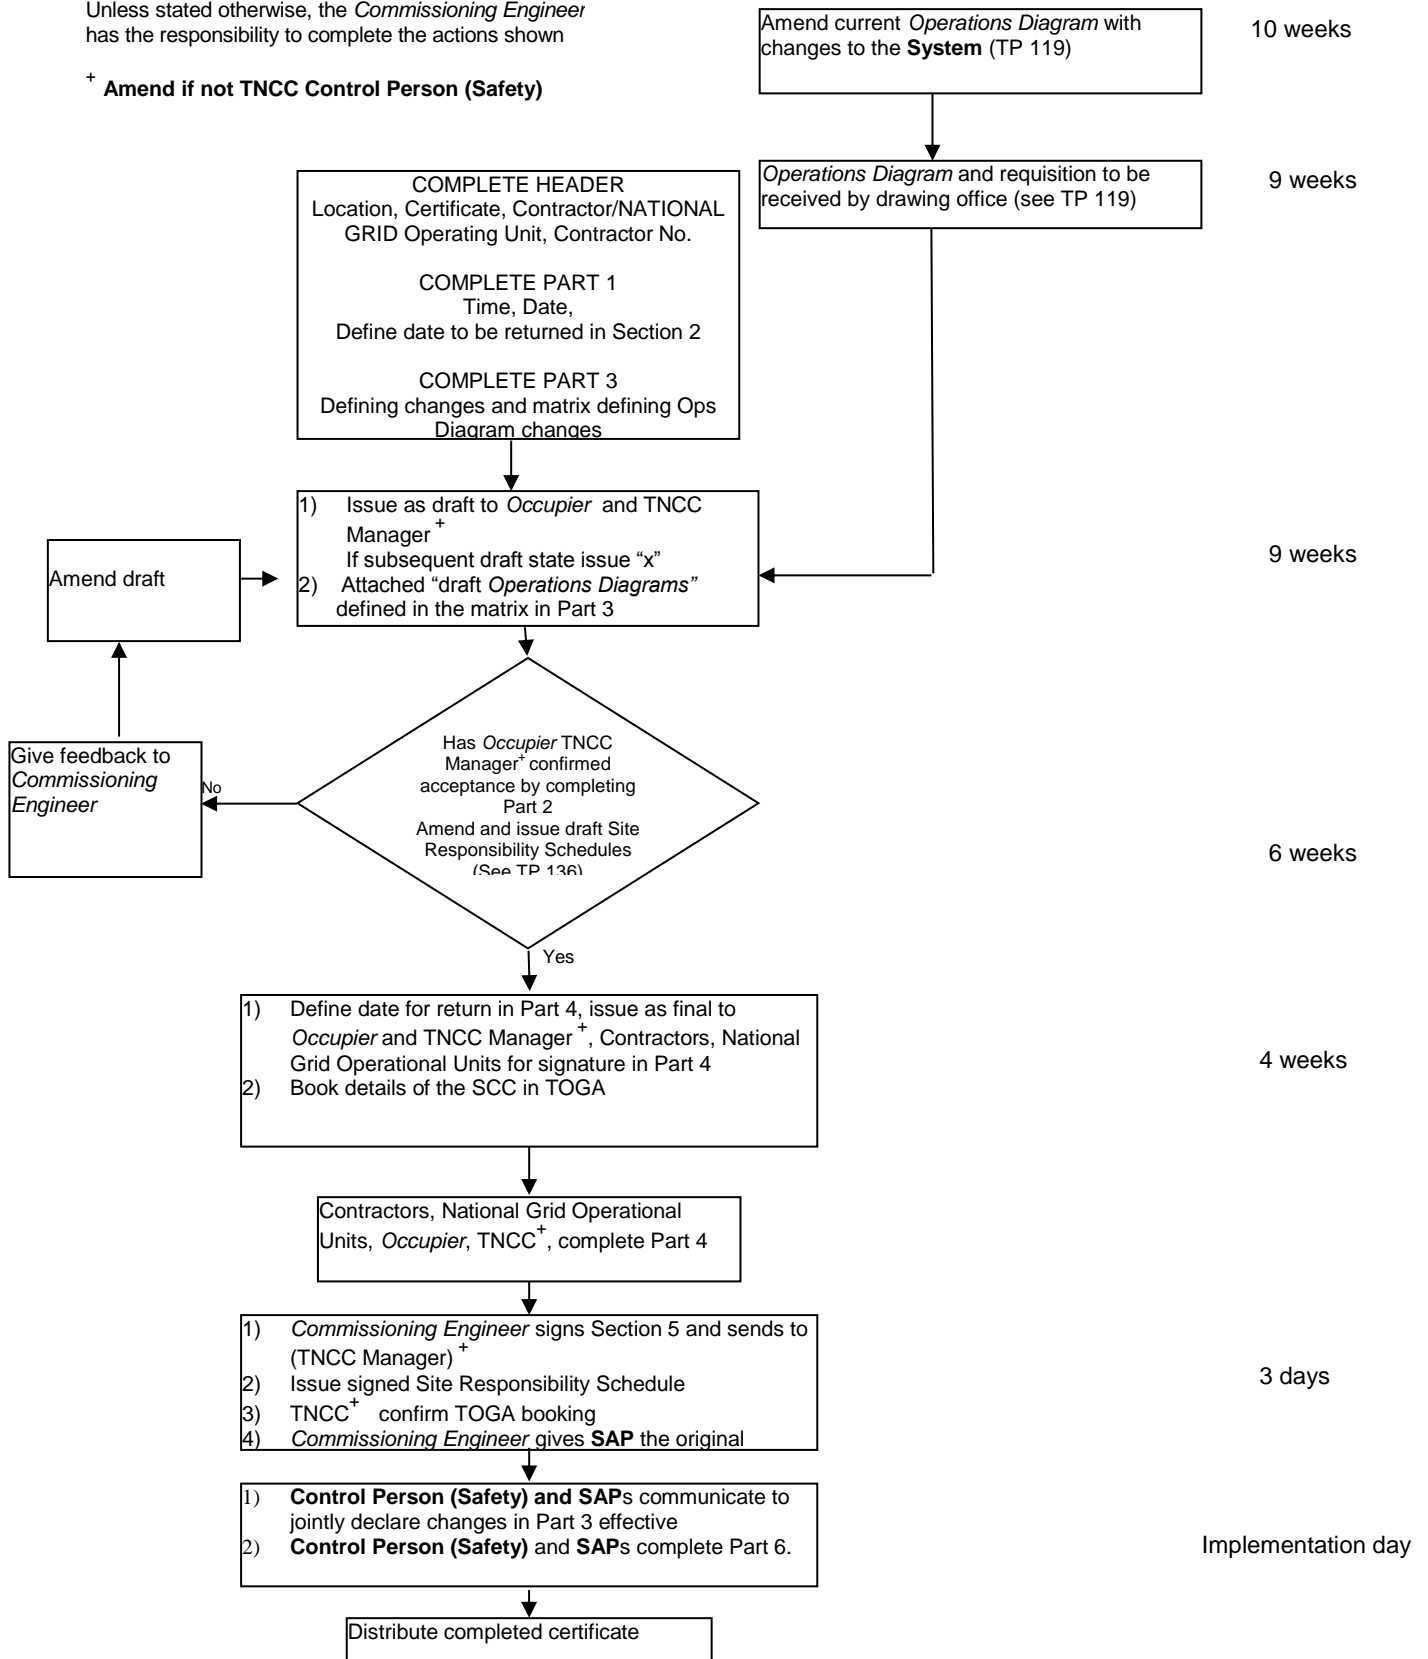 Unless stated otherwise, the Commissioning Engineer
has the responsibility to complete the actions shown
+ Amend if not TNCC Control Person (Safety)
Amend current Operations Diagram with
changes to the System (TP 119)
10 weeks
Operations Diagram and requisition to be
received by drawing office (see TP 119)
9 weeks
COMPLETE HEADER
Location, Certificate, Contractor/NATIONAL
GRID Operating Unit, Contractor No.
COMPLETE PART 1
Time, Date,
Define date to be returned in Section 2
COMPLETE PART 3
Defining changes and matrix defining Ops
Diagram changes
1) Issue as draft to Occupier and TNCC
Manager +
If subsequent draft state issue “x”
2) Attached “draft Operations Diagrams”
defined in the matrix in Part 3
9 weeks
Amend draft
Give feedback to
Commissioning
Engineer
No
Has Occupier TNCC
Manager+ confirmed
acceptance by completing
Part 2
Amend and issue draft Site
Responsibility Schedules
(See TP 136)
6 weeks
Yes
1) Define date for return in Part 4, issue as final to
Occupier and TNCC Manager +, Contractors, National
Grid Operational Units for signature in Part 4
2) Book details of the SCC in TOGA
4 weeks
Contractors, National Grid Operational
Units, Occupier, TNCC+, complete Part 4
1) Commissioning Engineer signs Section 5 and sends to
(TNCC Manager) +
2) Issue signed Site Responsibility Schedule
3) TNCC+ confirm TOGA booking
4) Commissioning Engineer gives SAP the original
3 days
1) Control Person (Safety) and SAPs communicate to
jointly declare changes in Part 3 effective
2) Control Person (Safety) and SAPs complete Part 6.
Implementation day
Distribute completed certificate